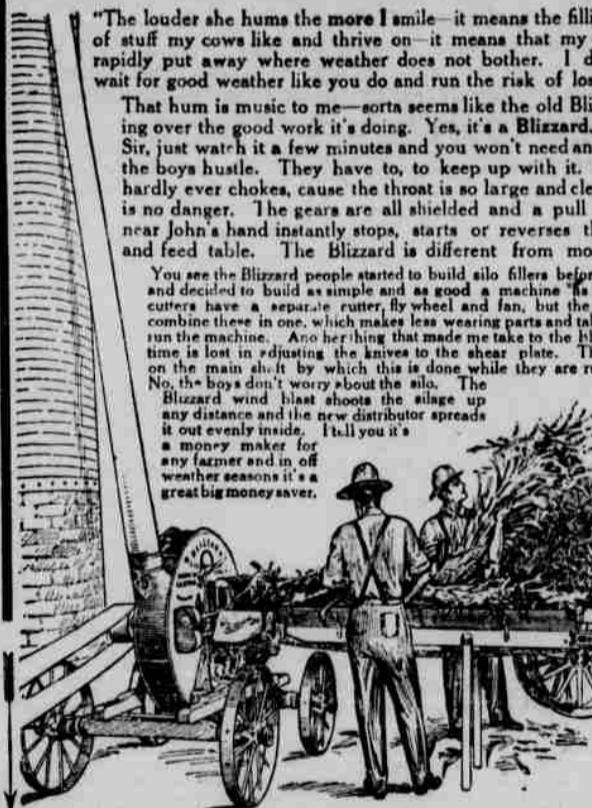 "The louder she hums the more I smile—it means the filli
of stuff my cows like and thrive on—it means that my
rapidly put away where weather does not bother. I d
wait for good weather like you do and run the risk of los
That hum is music to me—sorta seems like the old Bli
ing over the good work it's doing. Yes, it's a Blizzard.
Sir, just watch it a few minutes and you won't need an
the boys hustle. They have to, to keep up with it.
hardly ever chokes, cause the throat is so large and cle
is no danger. The gears are all shielded and a pull
near John's hand instantly stops, starts or reverses th
and feed table. The Blizzard is different from mo
You see the Blizzard people started to build silo fillers befor
and decided to build as simple and as good a machine as
cutters have a separate cutter, fly wheel and fan, but the
combine these in one, which makes less wearing parts and tal
run the machine. Ano her thing that made me take to the Bl
time is lost in adjusting the knives to the shear plate. Th
on the main sh ft by which this is done while they are r
No, the boys don't worry about the silo. The
Blizzard wind blast shoots the silage up
any distance and the new distributor spreads
it out evenly inside. I tell you it's
a money maker for
any farmer and in off
weather seasons it's a
great big money saver.